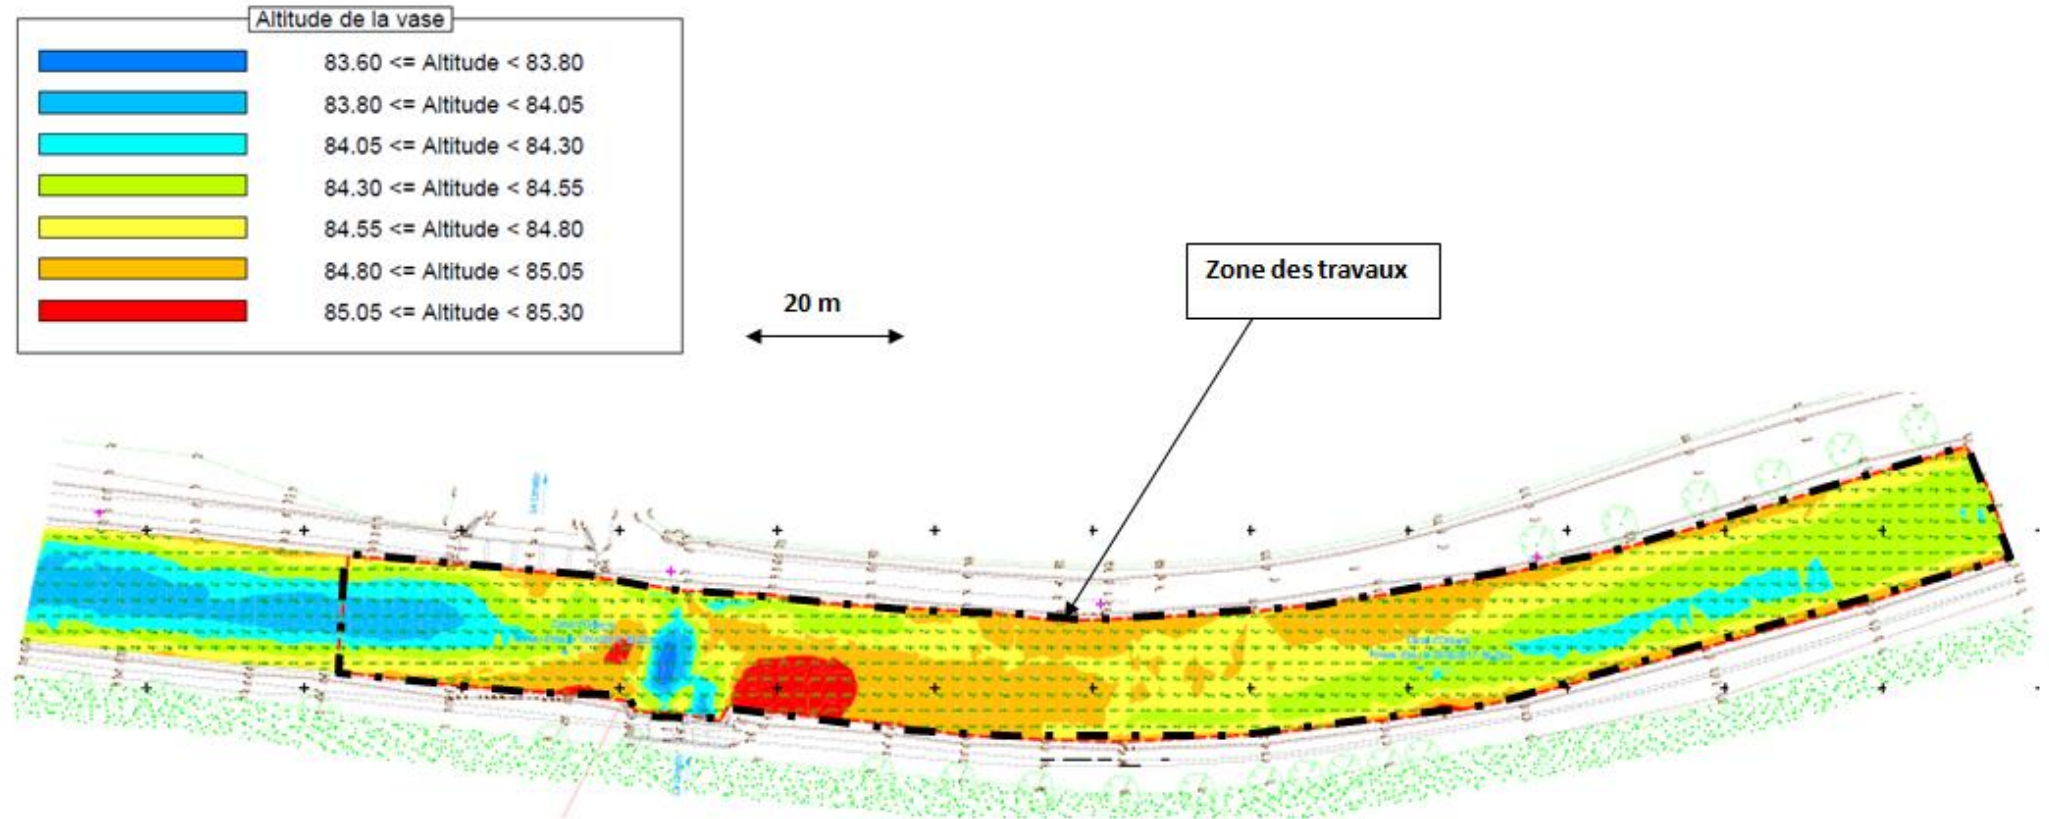 Altitude de la vase
83.60 <= Altitude < 83.80
83.80 <= Altitude < 84.05
84.05 <= Altitude < 84.30
84.30 <= Altitude < 84.55
84.55 <= Altitude < 84.80
84.80 <= Altitude < 85.05
85.05 <= Altitude < 85.30
Zone des travaux
20 m